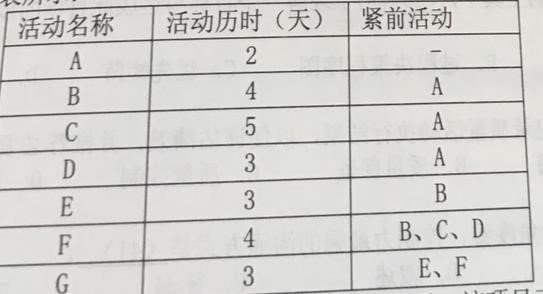 活动名称 活动历时（天） 紧前活动
A 2 –
B 4 A
C 5 A
D 3 A
E 3 B
F 4 B、C、D
G 3 E、F